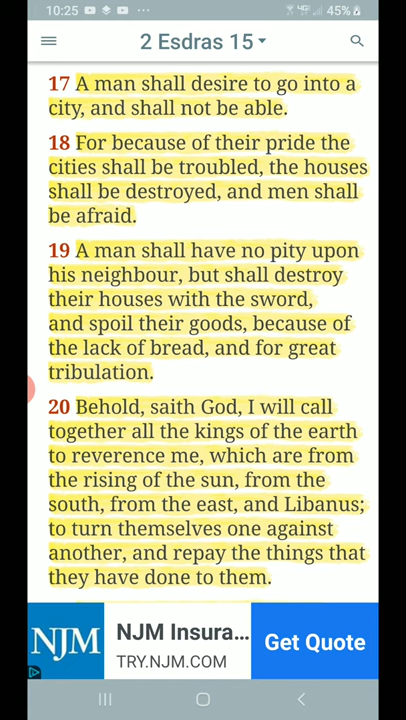 10:25
4G
45%
2 Esdras 15
17 A man shall desire to go into a
city, and shall not be able.
18 For because of their pride the
cities shall be troubled, the houses
shall be destroyed, and men shall
be afraid.
19 A man shall have no pity upon
his neighbour, but shall destroy
their houses with the sword,
and spoil their goods, because of
the lack of bread, and for great
tribulation.
20 Behold, saith God, I will call
together all the kings of the earth
to reverence me, which are from
the rising of the sun, from the
south, from the east, and Libanus;
to turn themselves one against
another, and repay the things that
they have done to them.
NJM
NJM Insura...
TRY.NJM.COM
Get Quote